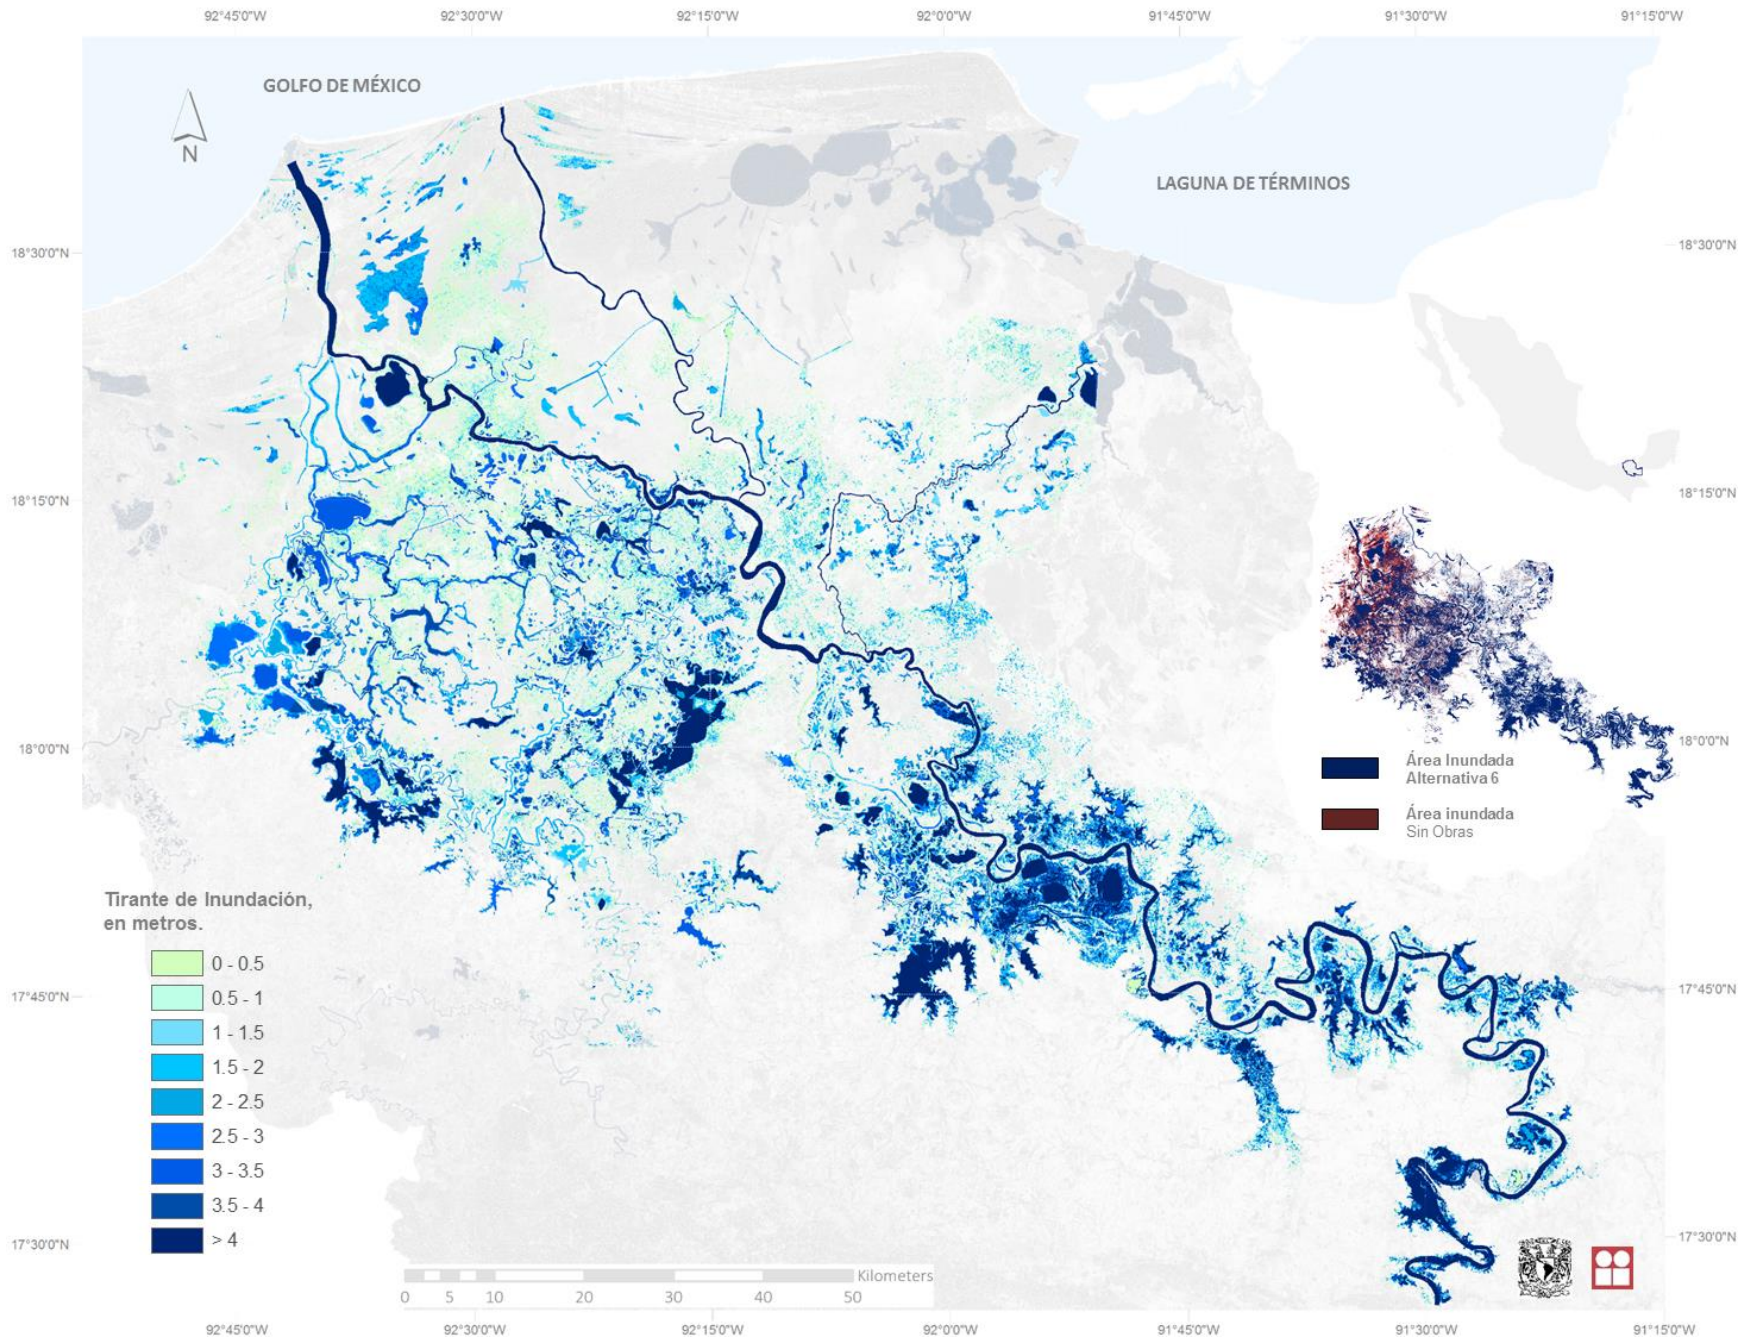 92°45'0"W 92°30'0"W 92°15'0"W 92°0'0"W 91°45'0"W 91°30'0"W 91°15'0"W
GOLFO DE MÉXICO
N
LAGUNA DE TÉRMINOS
18°30'0"N 18°30'0"N
18°15'0"N 18°15'0"N
18°0'0"N 18°0'0"N
Área Inundada
Alternativa 6
Área inundada
Sin Obras
Tirante de Inundación,
en metros.
0 - 0.5
0.5 - 1
1 - 1.5
1.5 - 2
2 - 2.5
2.5 - 3
3 - 3.5
3.5 - 4
> 4
17°45'0"N 17°45'0"N
17°30'0"N 17°30'0"N
Kilometers
0 5 10 20 30 40 50
92°45'0"W 92°30'0"W 92°15'0"W 92°0'0"W 91°45'0"W 91°30'0"W 91°15'0"W